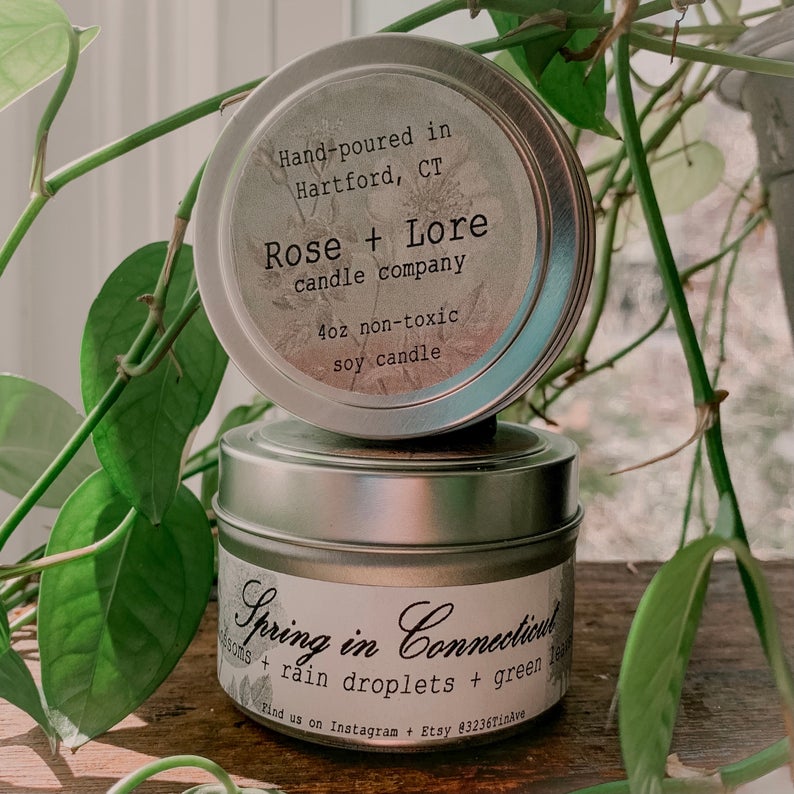 Hand-poured in
Hartford, CT
Rose + Lore
candle company
4oz non-toxic
soy candle
Spring in Connecticut
+ rain droplets + green
Find us on Instagram + Etsy @3236TinAve